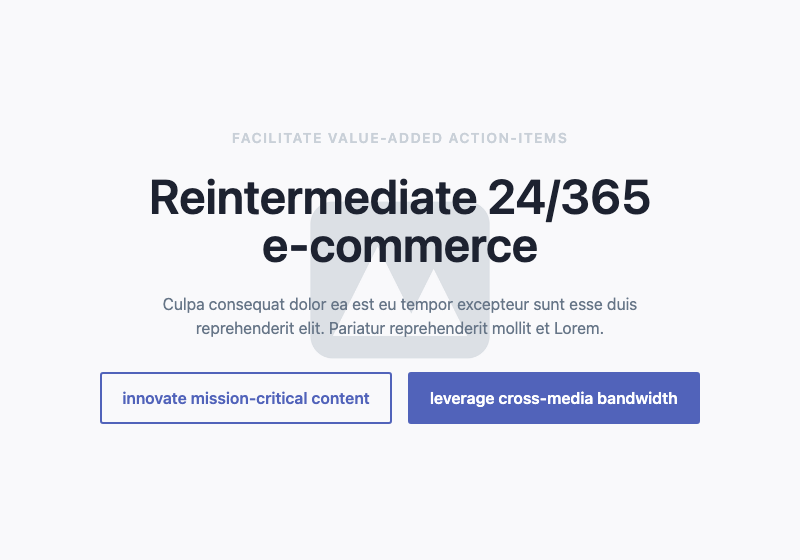 FACILITATE VALUE-ADDED ACTION-ITEMS
Reintermediate 24/365
e-commerce
Culpa consequat dolor ea est eu tempor excepteur sunt esse duis
reprehenderit elit. Pariatur reprehenderit mollit et Lorem.
innovate mission-critical content
leverage cross-media bandwidth